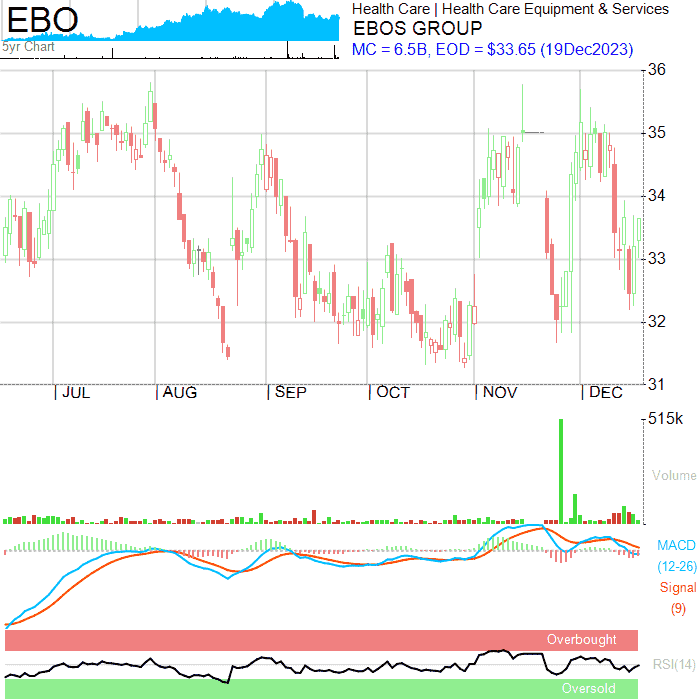 EBO
5yr Chart
Health Care | Health Care Equipment & Services
EBOS GROUP
MC = 6.5B, EOD = $33.65 (19Dec2023)
36
35
34
33
32
31
| JUL | AUG | SEP | OCT | NOV | DEC
515k
Volume
MACD
(12-26)
Signal
(9)
Overbought
RSI(14)
Oversold